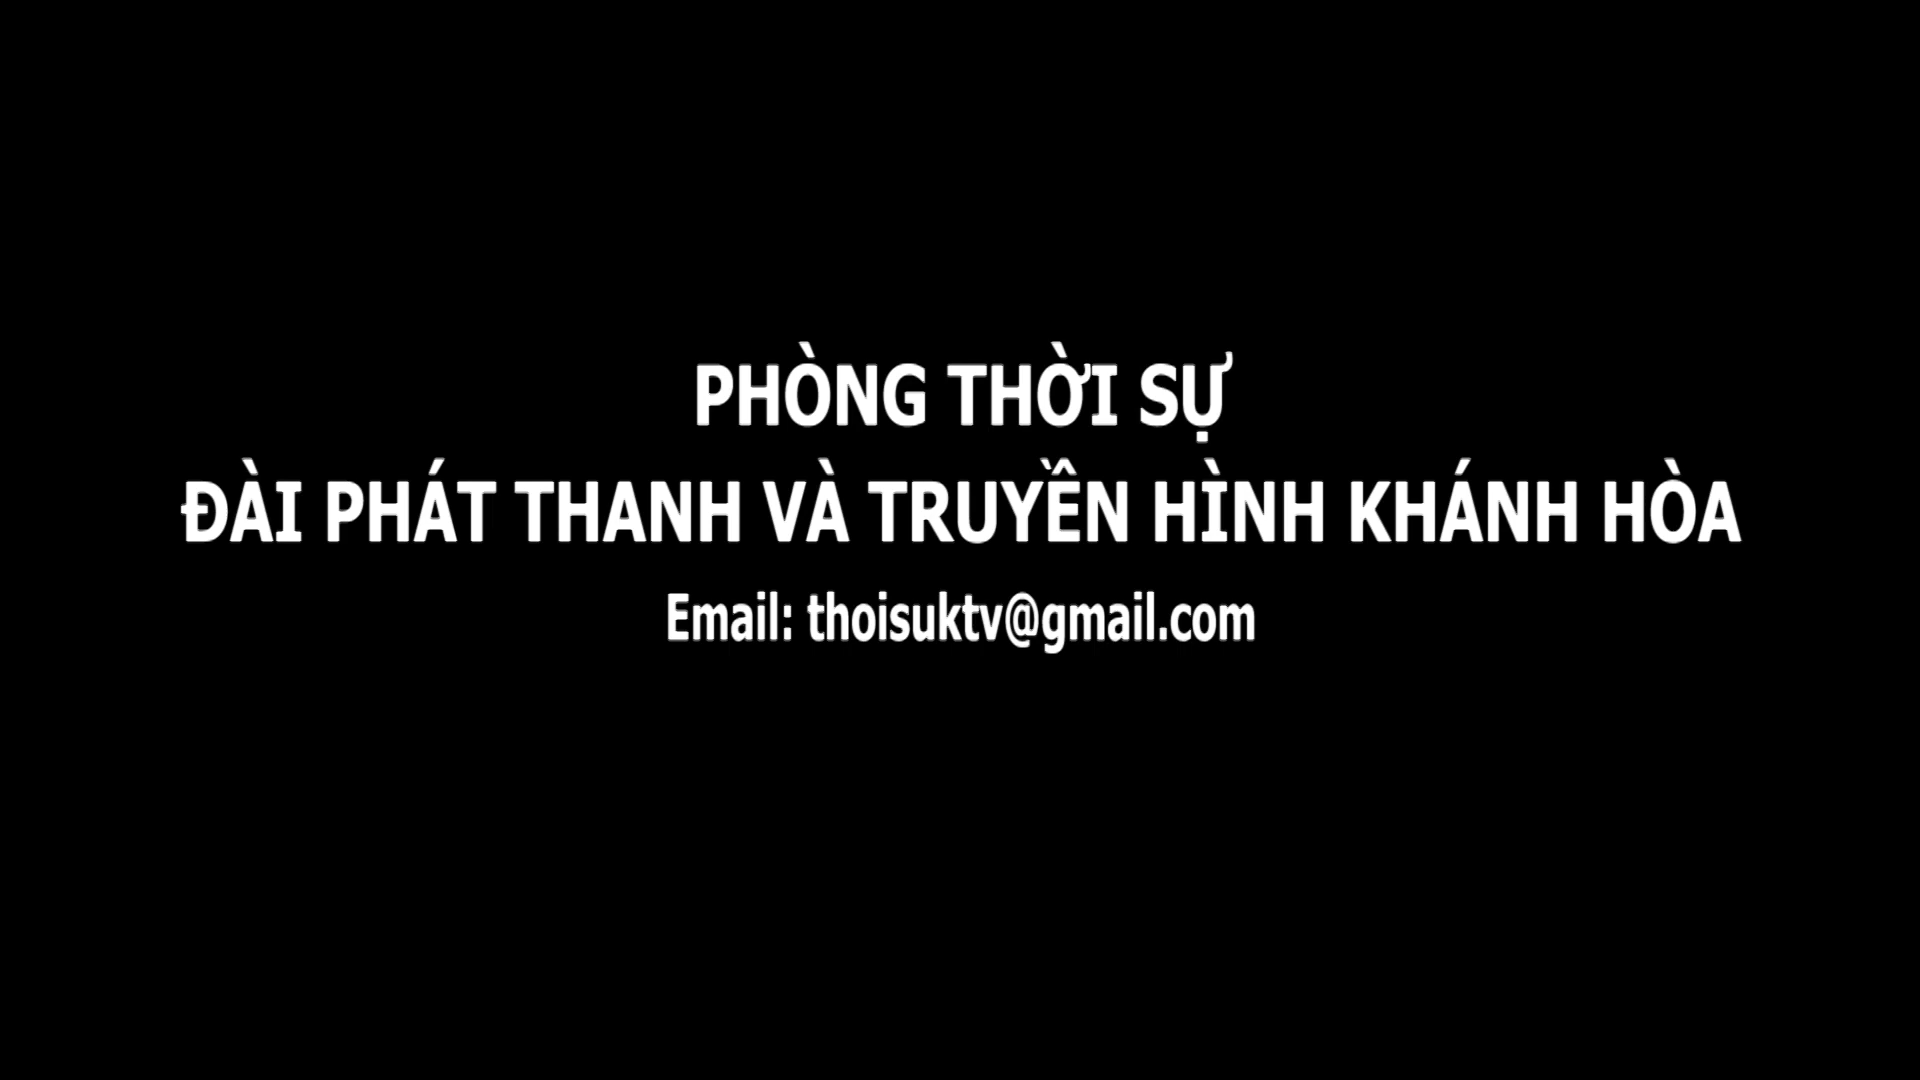 PHÒNG THỜI SỰ
ĐÀI PHÁT THANH VÀ TRUYỀN HÌNH KHÁNH HÒA
Email: thoisuktv@gmail.com